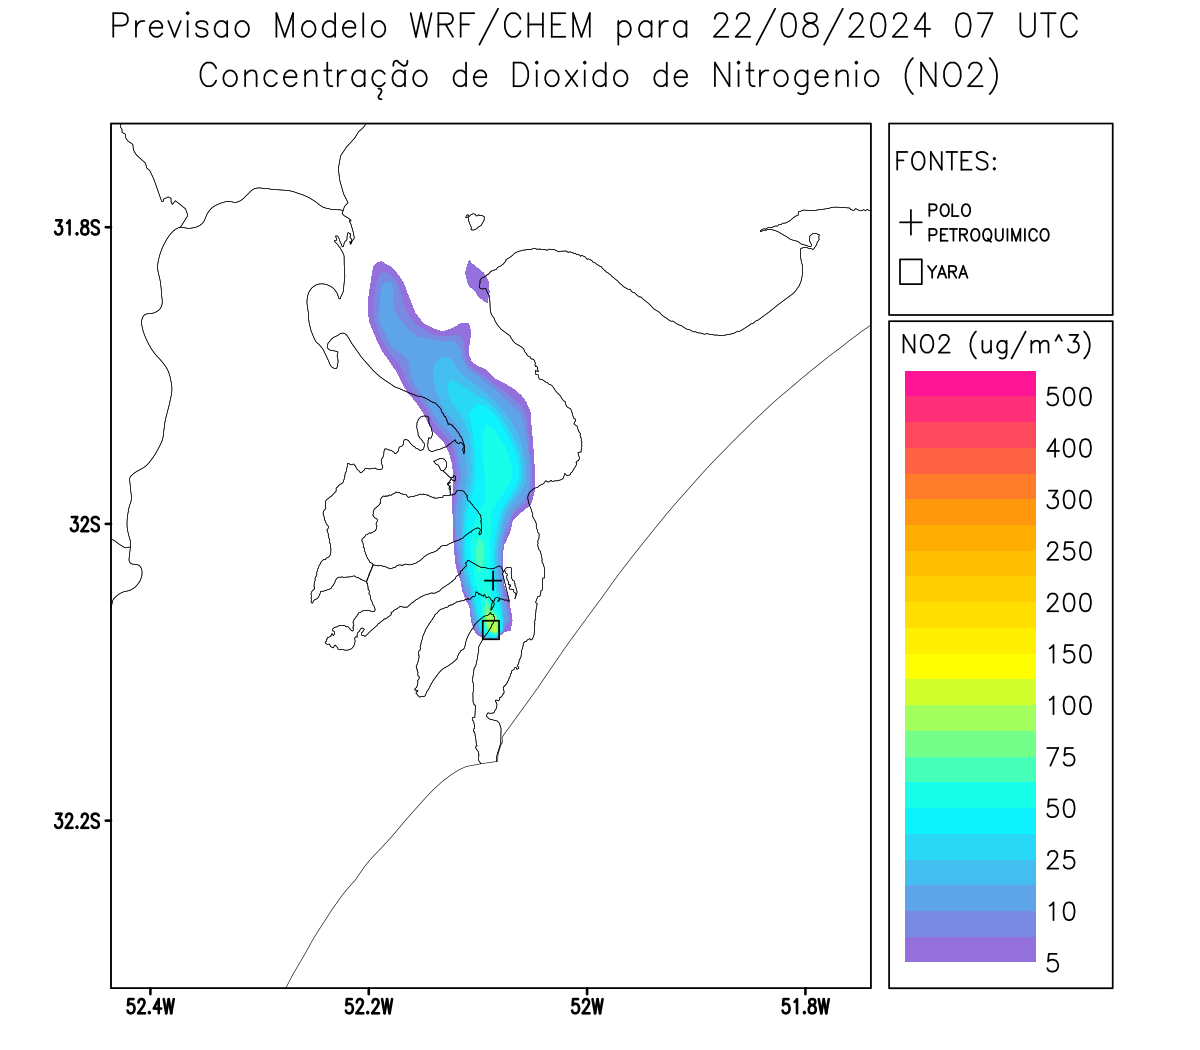 Previsao Modelo WRF/CHEM para 22/08/2024 07 UTC
Concentração de Dioxido de Nitrogenio (NO2)
FONTES:
POLO
PETROQUIMICO
YARA
NO2 (ug/m^3)
500
400
300
250
200
150
100
75
50
25
10
5
31.8S
32S
32.2S
52.4W
52.2W
52W
51.8W